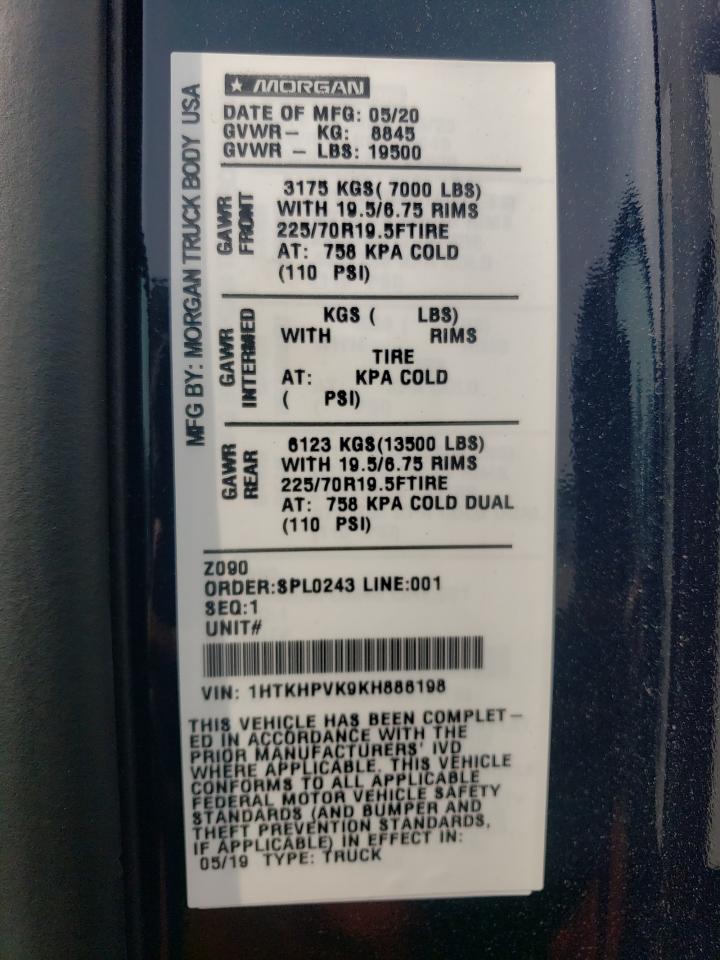 MORGAN
DATE OF MFG: 05/20
GVWR- KG: 8845
GVWR - LBS: 19500
MFG BY: MORGAN TRUCK BODY USA
GAWR FRONT
3175 KGS( 7000 LBS)
WITH 19.5/6.75 RIMS
225/70R19.5FTIRE
AT: 758 KPA COLD
(110 PSI)
GAWR INTERMED
KGS ( LBS)
WITH RIMS
TIRE
AT: KPA COLD
( PSI)
GAWR REAR
6123 KGS(13500 LBS)
WITH 19.5/6.75 RIMS
225/70R19.5FTIRE
AT: 758 KPA COLD DUAL
(110 PSI)
Z090
ORDER:SPL0243 LINE:001
SEQ:1
UNIT#
VIN: 1HTKHPVK9KH886198
THIS VEHICLE HAS BEEN COMPLET-
ED IN ACCORDANCE WITH THE
PRIOR MANUFACTURERS' IVD
WHERE APPLICABLE. THIS VEHICLE
CONFORMS TO ALL APPLICABLE
FEDERAL MOTOR VEHICLE SAFETY
STANDARDS (AND BUMPER AND
THEFT PREVENTION STANDARDS,
IF APPLICABLE) IN EFFECT IN:
05/19 TYPE: TRUCK